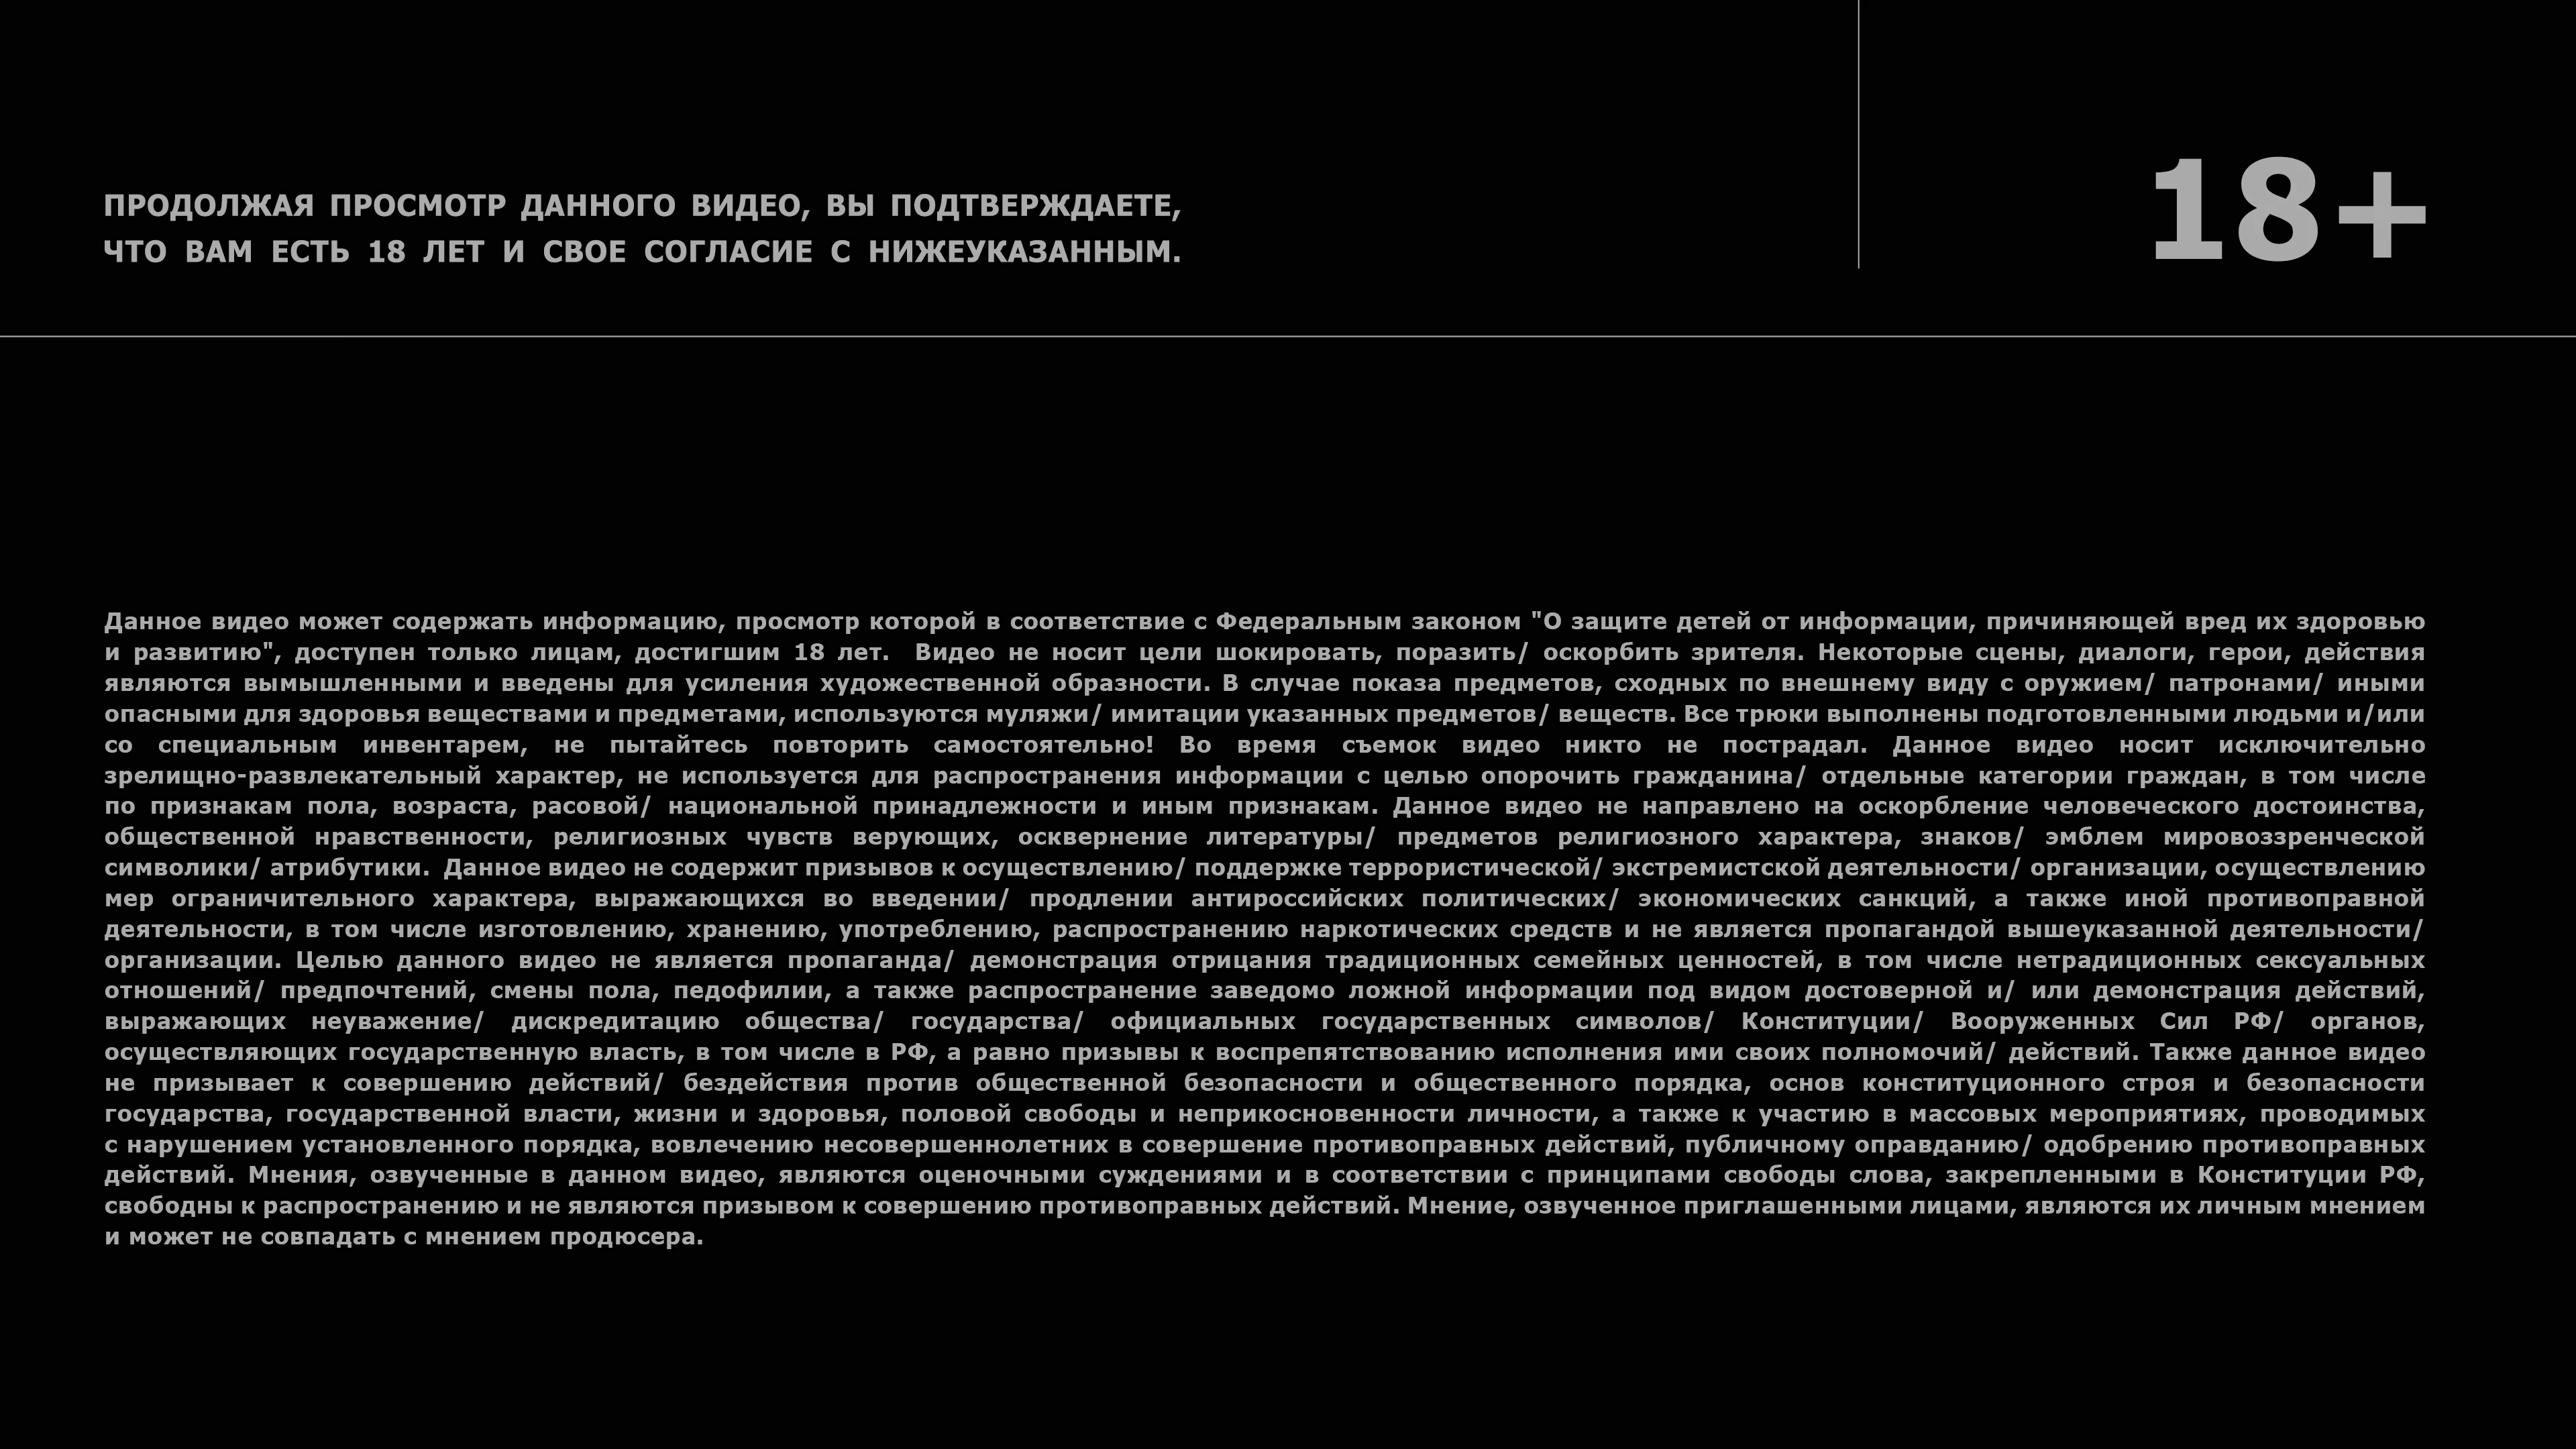 ПРОДОЛЖАЯ ПРОСМОТР ДАННОГО ВИДЕО, ВЫ ПОДТВЕРЖДАЕТЕ,
ЧТО ВАМ ЕСТЬ 18 ЛЕТ И СВОЕ СОГЛАСИЕ С НИЖЕУКАЗАННЫМ.
18+
Данное видео может содержать информацию, просмотр которой в соответствие с Федеральным законом "О защите детей от информации, причиняющей вред их здоровью
и развитию", доступен только лицам, достигшим 18 лет. Видео не носит цели шокировать, поразить/ оскорбить зрителя. Некоторые сцены, диалоги, герои, действия
являются вымышленными и введены для усиления художественной образности. В случае показа предметов, сходных по внешнему виду с оружием/ патронами/ иными
опасными для здоровья веществами и предметами, используются муляжи/ имитации указанных предметов/ веществ. Все трюки выполнены подготовленными людьми и/или
со специальным инвентарем, не пытайтесь повторить самостоятельно! Во время съемок видео никто не пострадал. Данное видео носит исключительно
зрелищно-развлекательный характер, не используется для распространения информации с целью опорочить гражданина/ отдельные категории граждан, в том числе
по признакам пола, возраста, расовой/ национальной принадлежности и иным признакам. Данное видео не направлено на оскорбление человеческого достоинства,
общественной нравственности, религиозных чувств верующих, осквернение литературы/ предметов религиозного характера, знаков/ эмблем мировоззренческой
символики/ атрибутики. Данное видео не содержит призывов к осуществлению/ поддержке террористической/ экстремистской деятельности/ организации, осуществлению
мер ограничительного характера, выражающихся во введении/ продлении антироссийских политических/ экономических санкций, а также иной противоправной
деятельности, в том числе изготовлению, хранению, употреблению, распространению наркотических средств и не является пропагандой вышеуказанной деятельности/
организации. Целью данного видео не является пропаганда/ демонстрация отрицания традиционных семейных ценностей, в том числе нетрадиционных сексуальных
отношений/ предпочтений, смены пола, педофилии, а также распространение заведомо ложной информации под видом достоверной и/ или демонстрация действий,
выражающих неуважение/ дискредитацию общества/ государства/ официальных государственных символов/ Конституции/ Вооруженных Сил РФ/ органов,
осуществляющих государственную власть, в том числе в РФ, а равно призывы к воспрепятствованию исполнения ими своих полномочий/ действий. Также данное видео
не призывает к совершению действий/ бездействия против общественной безопасности и общественного порядка, основ конституционного строя и безопасности
государства, государственной власти, жизни и здоровья, половой свободы и неприкосновенности личности, а также к участию в массовых мероприятиях, проводимых
с нарушением установленного порядка, вовлечению несовершеннолетних в совершение противоправных действий, публичному оправданию/ одобрению противоправных
действий. Мнения, озвученные в данном видео, являются оценочными суждениями и в соответствии с принципами свободы слова, закрепленными в Конституции РФ,
свободны к распространению и не являются призывом к совершению противоправных действий. Мнение, озвученное приглашенными лицами, являются их личным мнением
и может не совпадать с мнением продюсера.